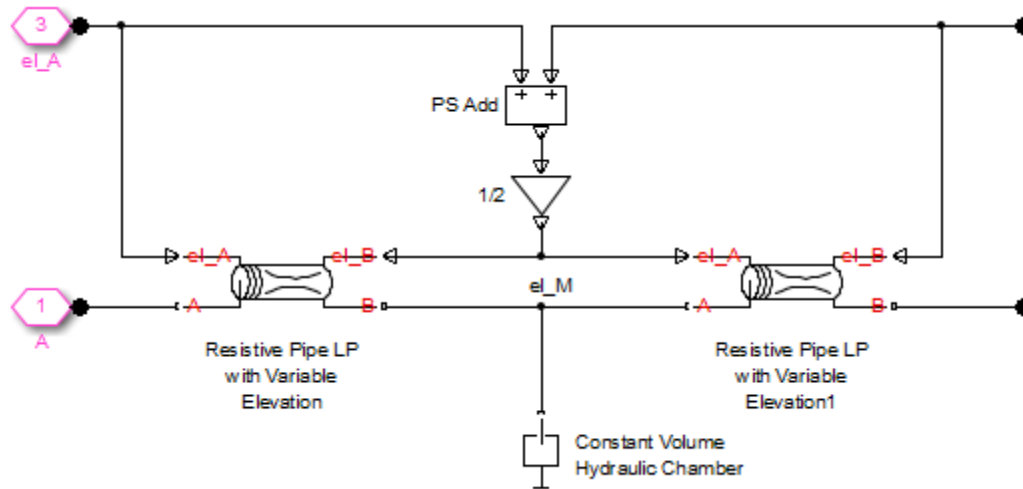 3
el_A
PS Add
+ +
1/2
el_A
el_B
el_A
el_B
el_M
1
A
A
B
A
B
Resistive Pipe LP
with Variable
Elevation
Resistive Pipe LP
with Variable
Elevation1
Constant Volume
Hydraulic Chamber